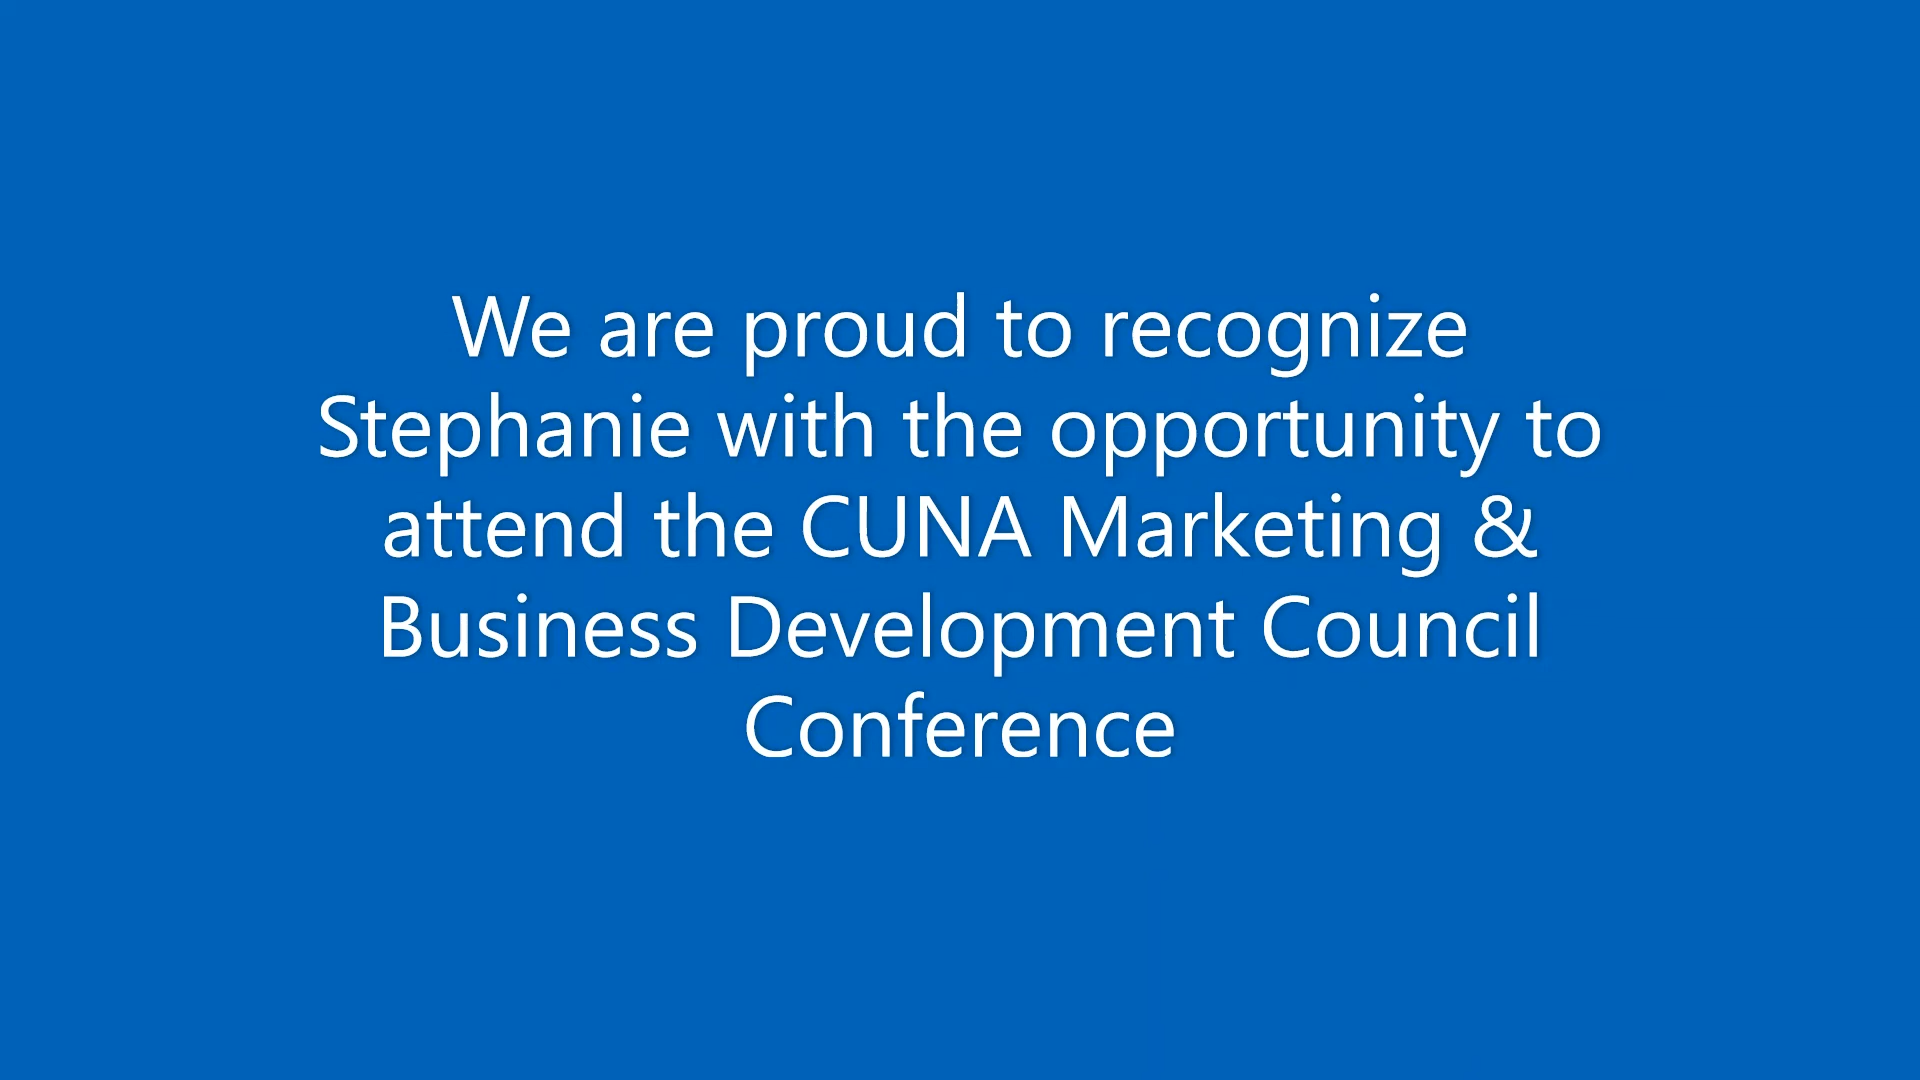 We are proud to recognize
Stephanie with the opportunity to
attend the CUNA Marketing &
Business Development Council
Conference